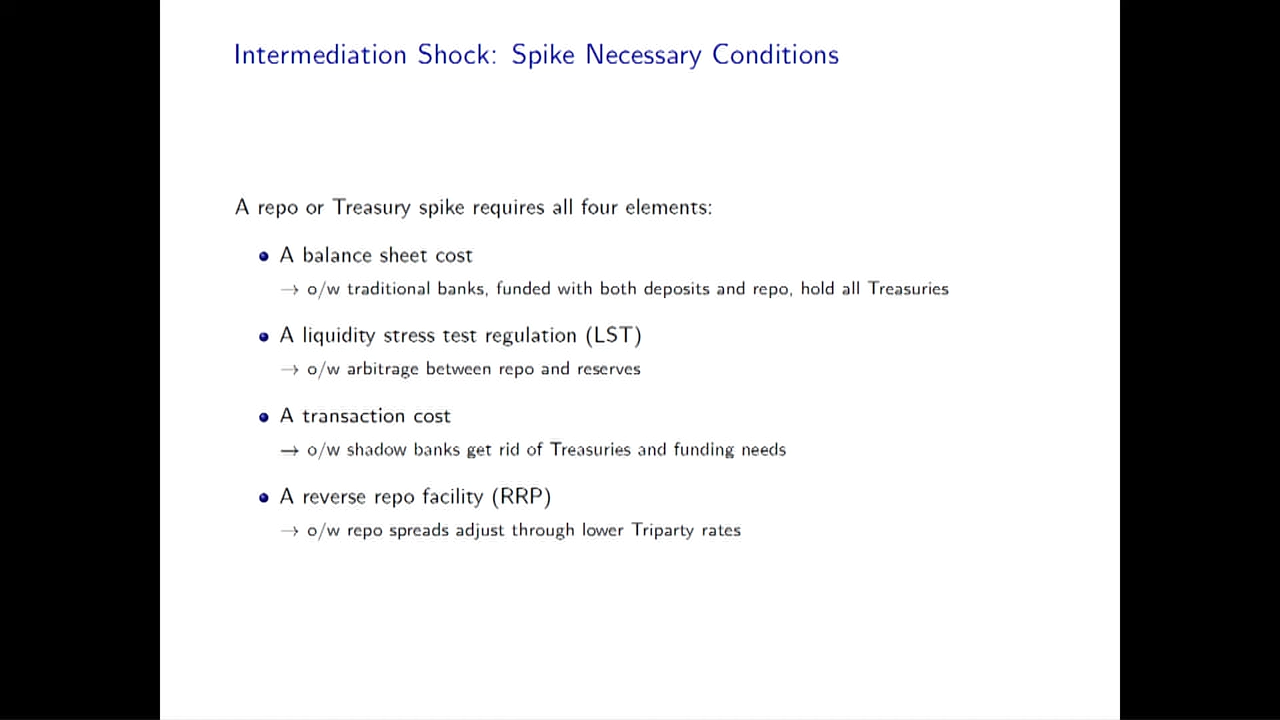 Intermediation Shock: Spike Necessary Conditions
A repo or Treasury spike requires all four elements:
• A balance sheet cost
→ o/w traditional banks, funded with both deposits and repo, hold all Treasuries
• A liquidity stress test regulation (LST)
→ o/w arbitrage between repo and reserves
• A transaction cost
→ o/w shadow banks get rid of Treasuries and funding needs
• A reverse repo facility (RRP)
→ o/w repo spreads adjust through lower Triparty rates